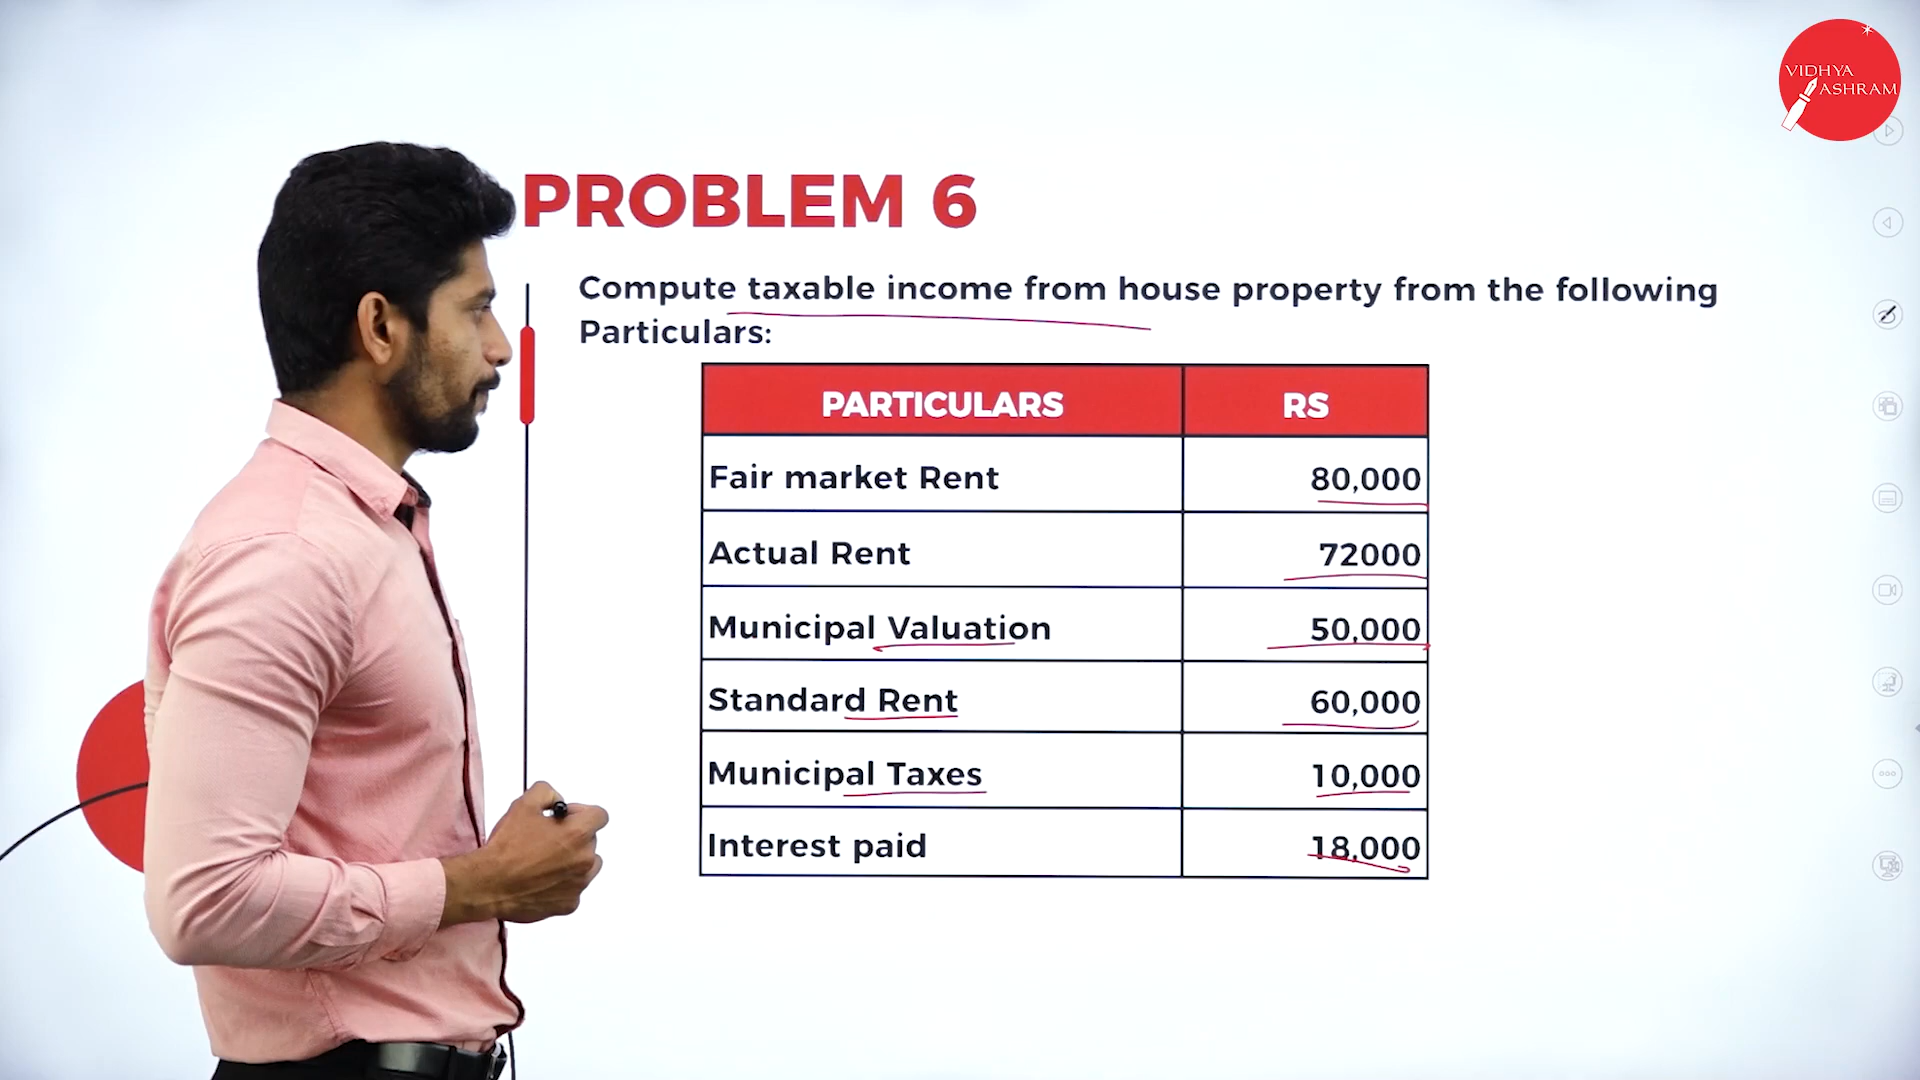 VIDHYA
ASHRAM
PROBLEM 6
Compute taxable income from house property from the following
Particulars:
PARTICULARS RS
Fair market Rent 80,000
Actual Rent 72000
Municipal Valuation 50,000
Standard Rent 60,000
Municipal Taxes 10,000
Interest paid 18,000